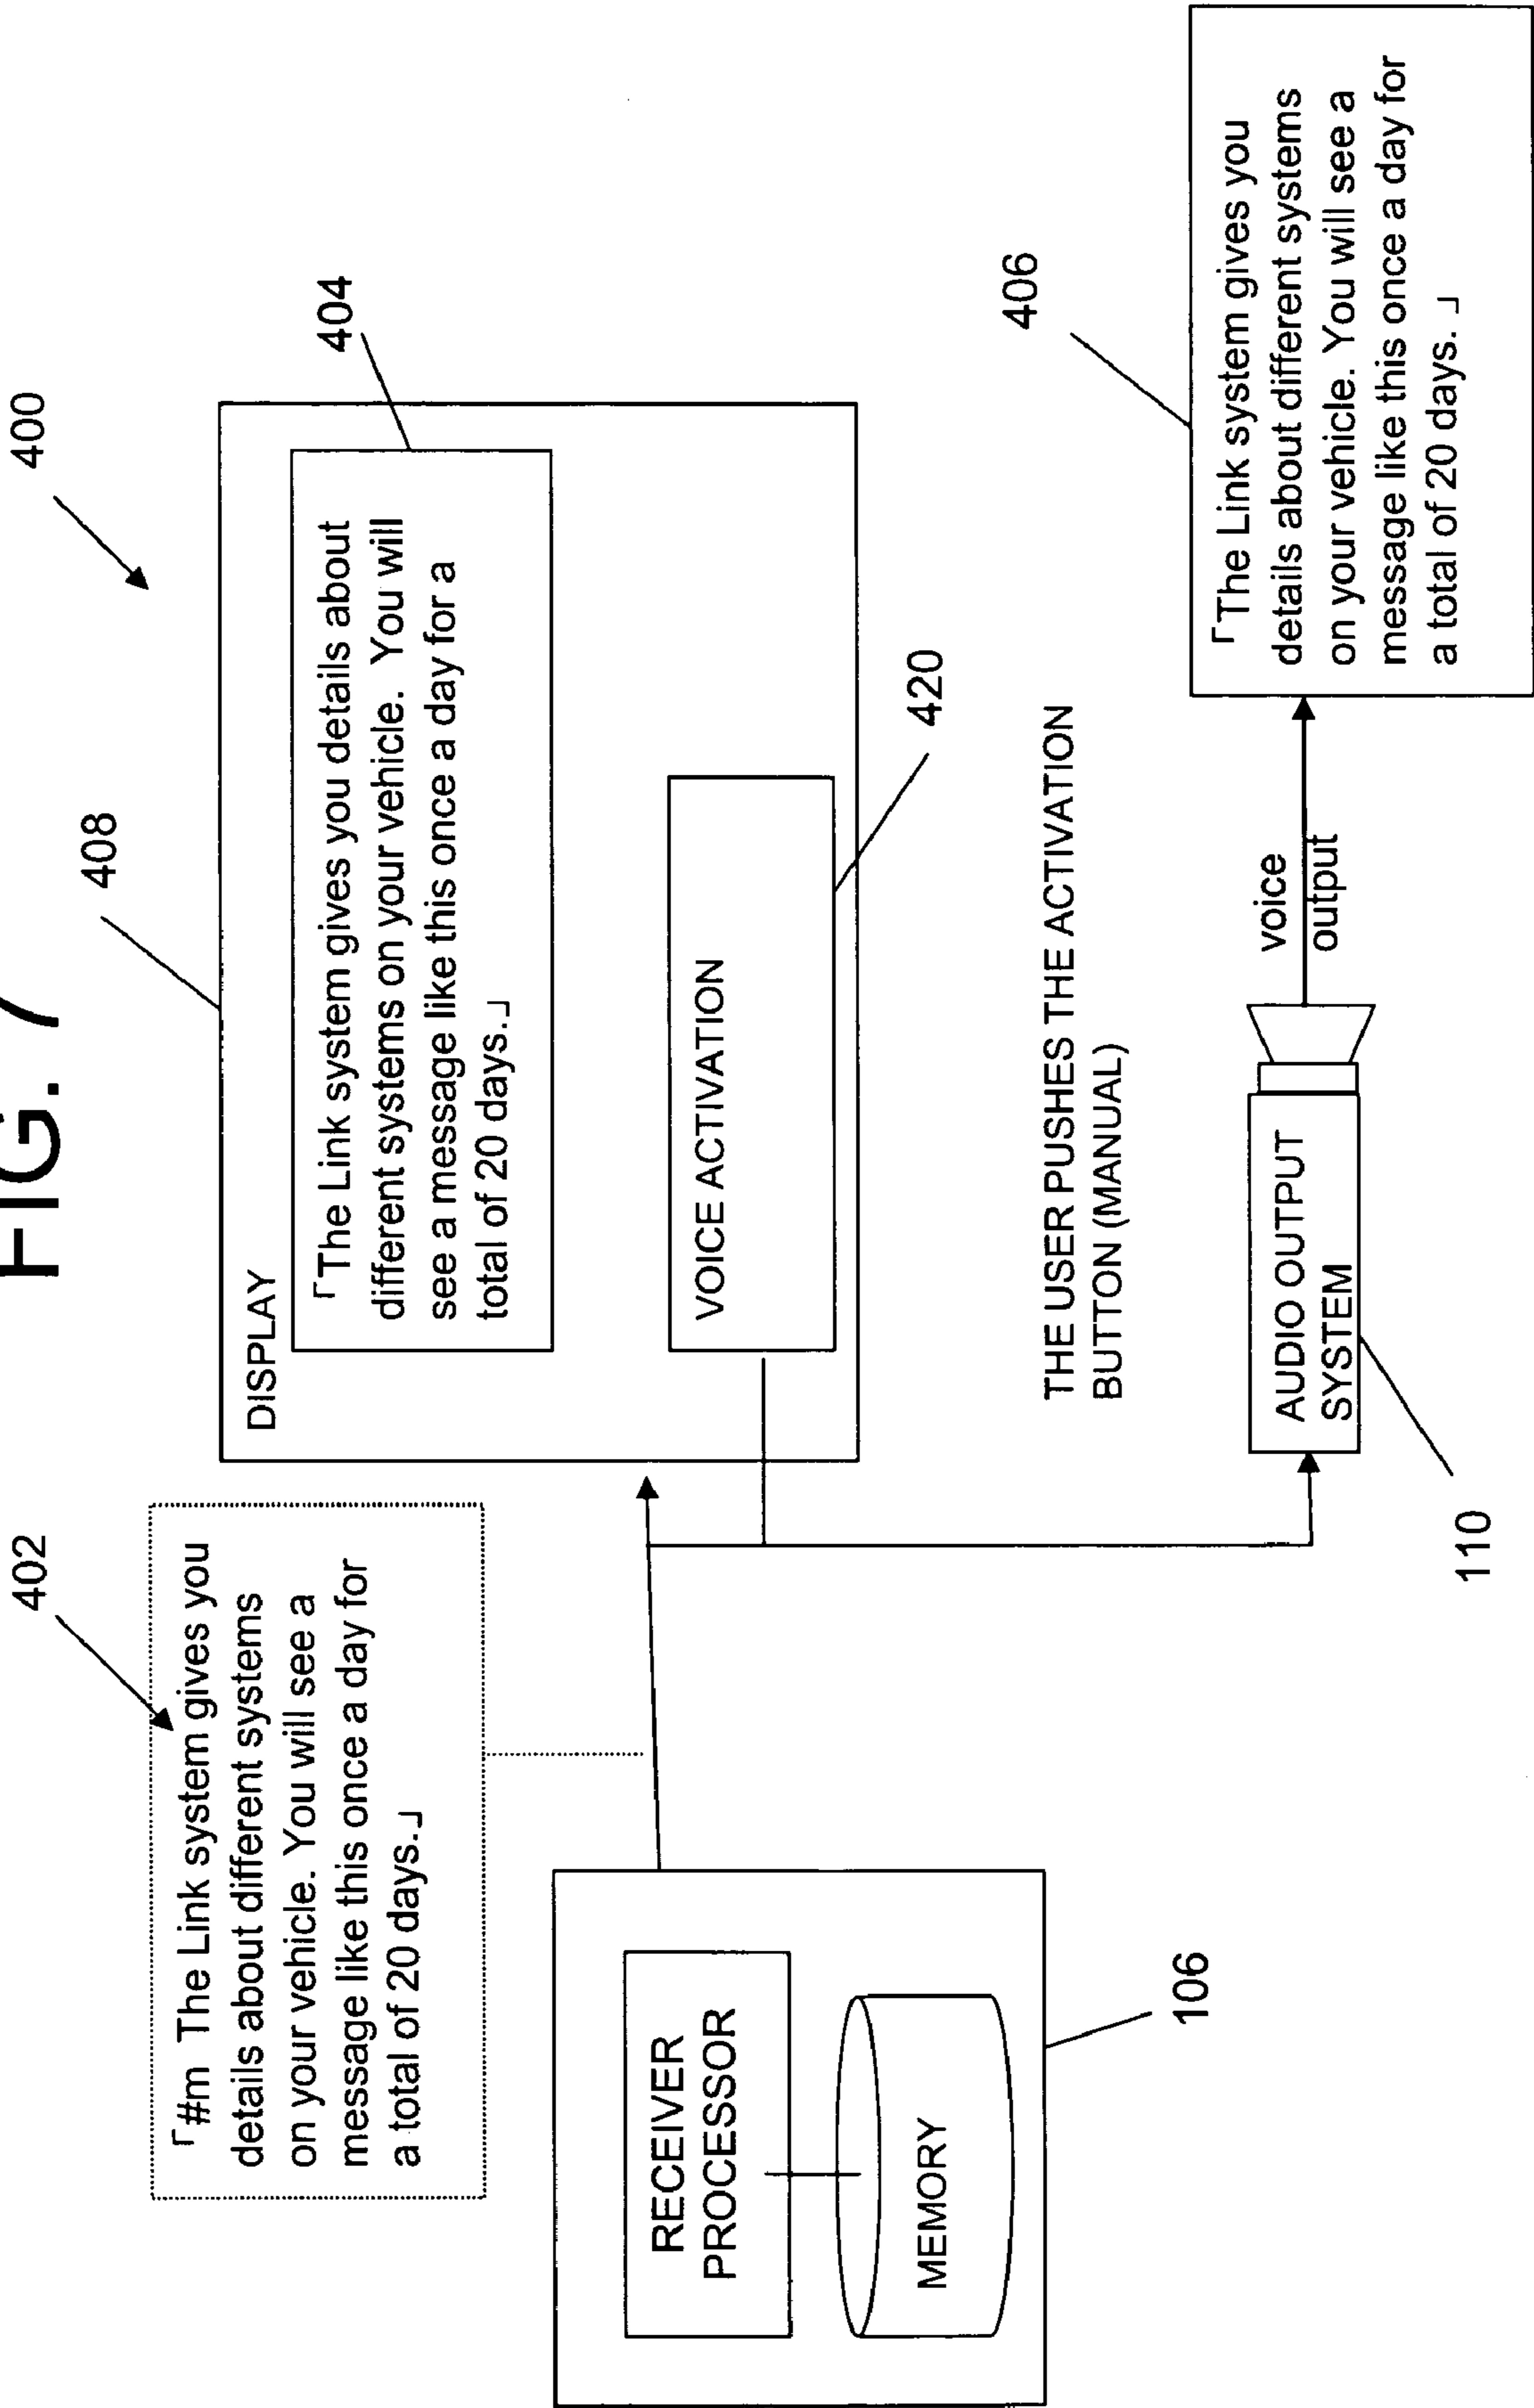 FIG. 7
400
402
「#m The Link system gives you
details about different systems
on your vehicle. You will see a
message like this once a day for
a total of 20 days.」
408
DISPLAY
404
「The Link system gives you details about
different systems on your vehicle. You will
see a message like this once a day for a
total of 20 days.」
VOICE ACTIVATION
420
RECEIVER
PROCESSOR
MEMORY
106
THE USER PUSHES THE ACTIVATION
BUTTON (MANUAL)
AUDIO OUTPUT
SYSTEM
110
voice
output
406
「The Link system gives you
details about different systems
on your vehicle. You will see a
message like this once a day for
a total of 20 days. 」